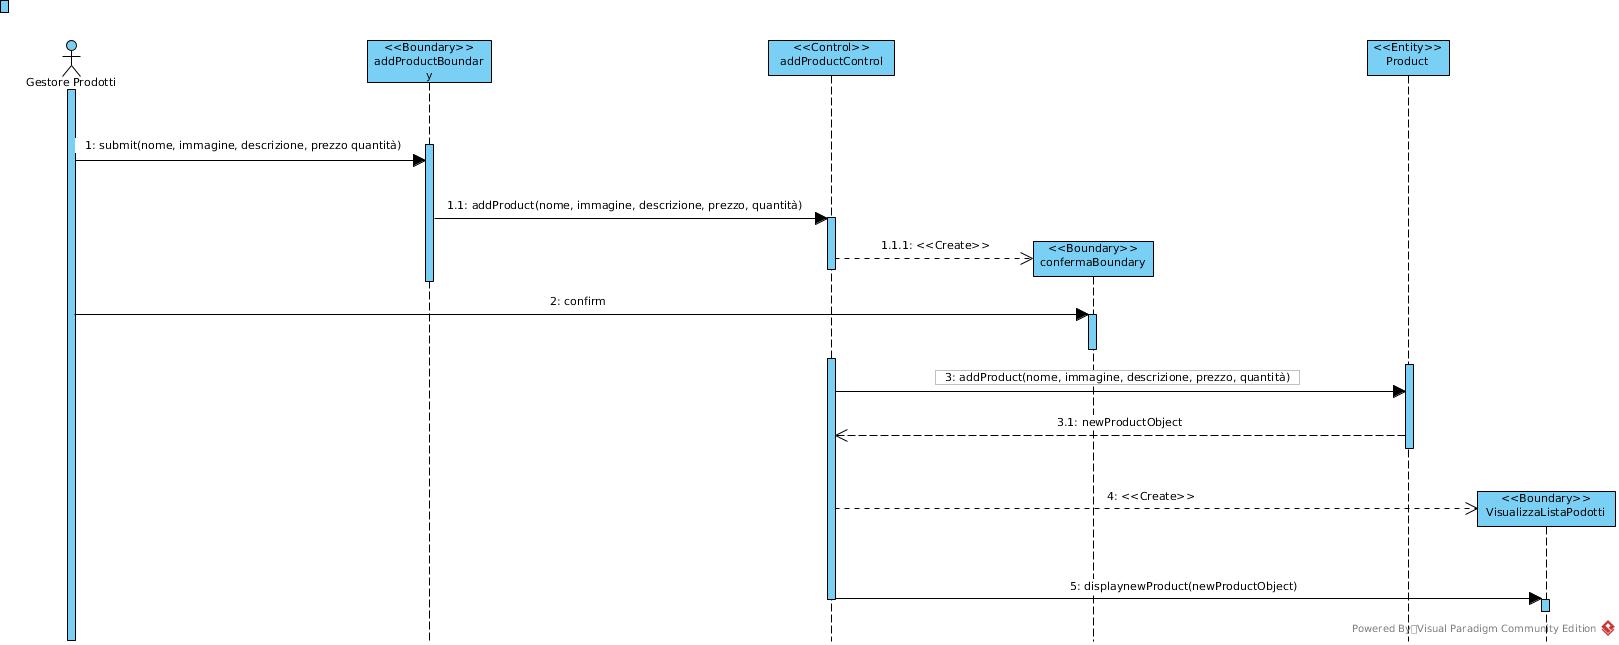 Gestore Prodotti
<<Boundary>>
addProductBoundar
y
<<Control>>
addProductControl
<<Entity>>
Product
1: submit(nome, immagine, descrizione, prezzo quantità)
1.1: addProduct(nome, immagine, descrizione, prezzo, quantità)
1.1.1: <<Create>>
<<Boundary>>
confermaBoundary
2: confirm
3: addProduct(nome, immagine, descrizione, prezzo, quantità)
3.1: newProductObject
4: <<Create>>
<<Boundary>>
VisualizzaListaPodotti
5: displaynewProduct(newProductObject)
Powered By Visual Paradigm Community Edition